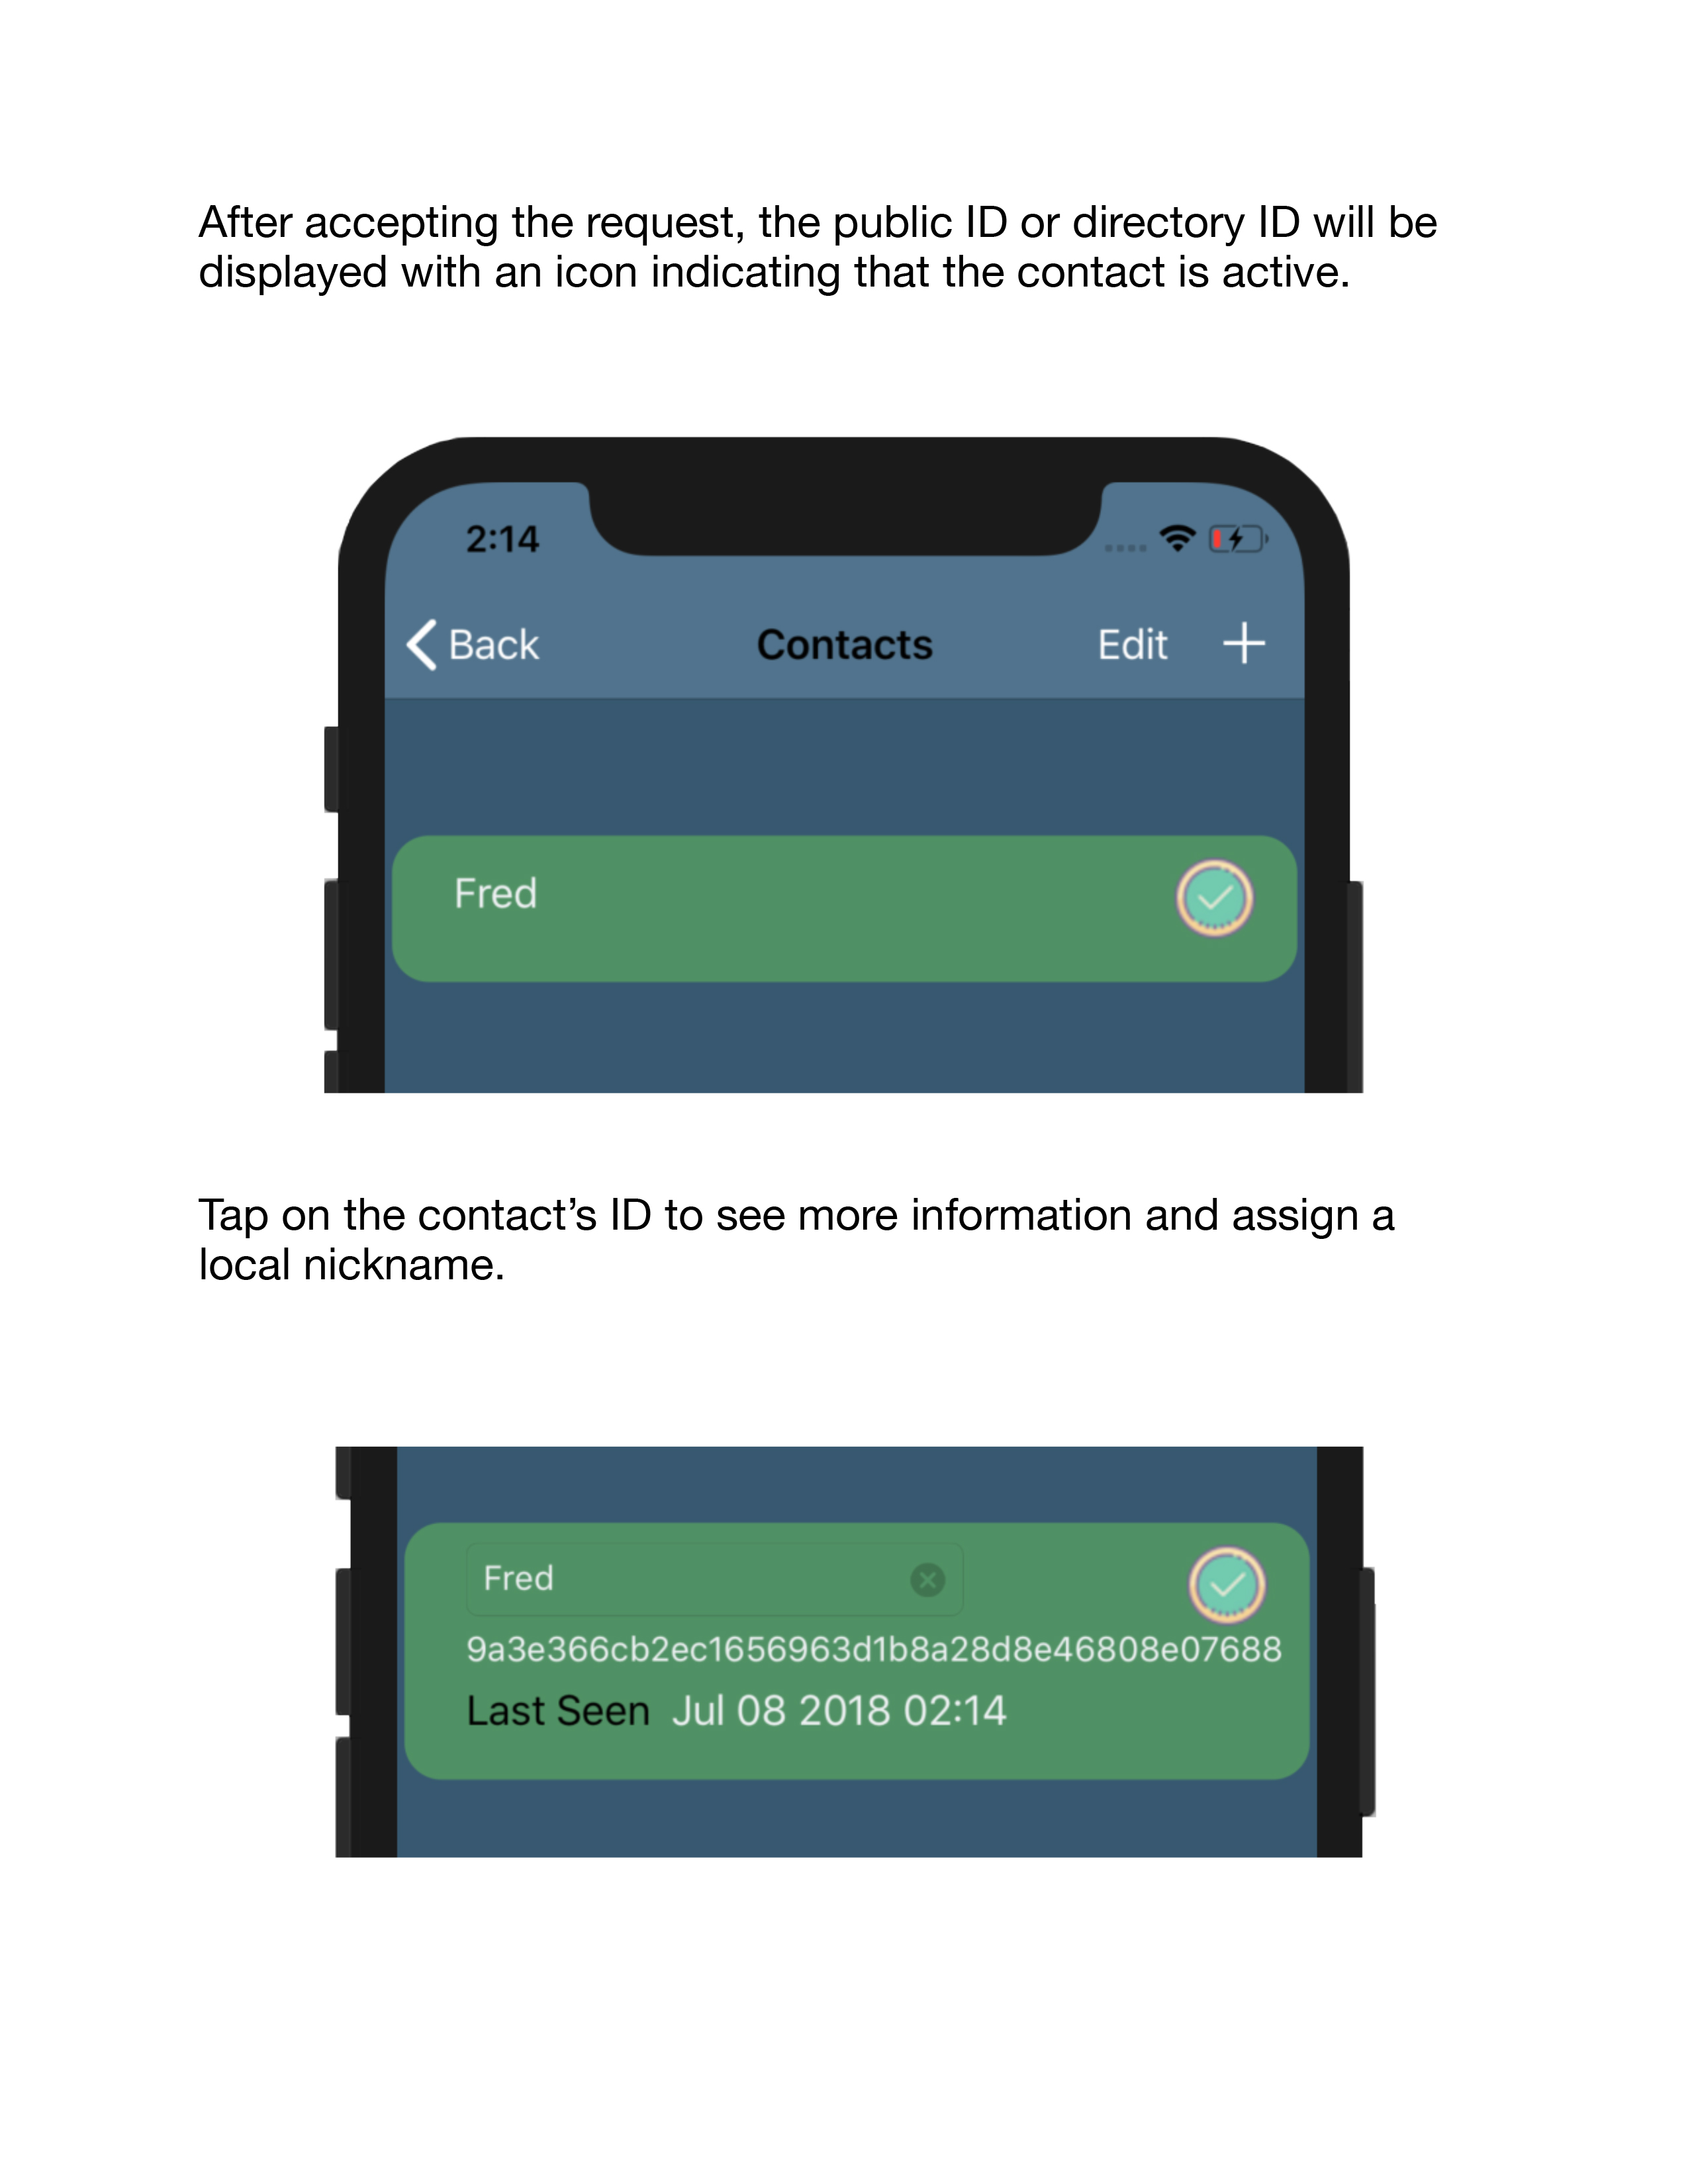 After accepting the request, the public ID or directory ID will be
displayed with an icon indicating that the contact is active.
2:14
Back Contacts Edit +
Fred
Tap on the contact’s ID to see more information and assign a
local nickname.
Fred
9a3e366cb2ec1656963d1b8a28d8e46808e07688
Last Seen Jul 08 2018 02:14